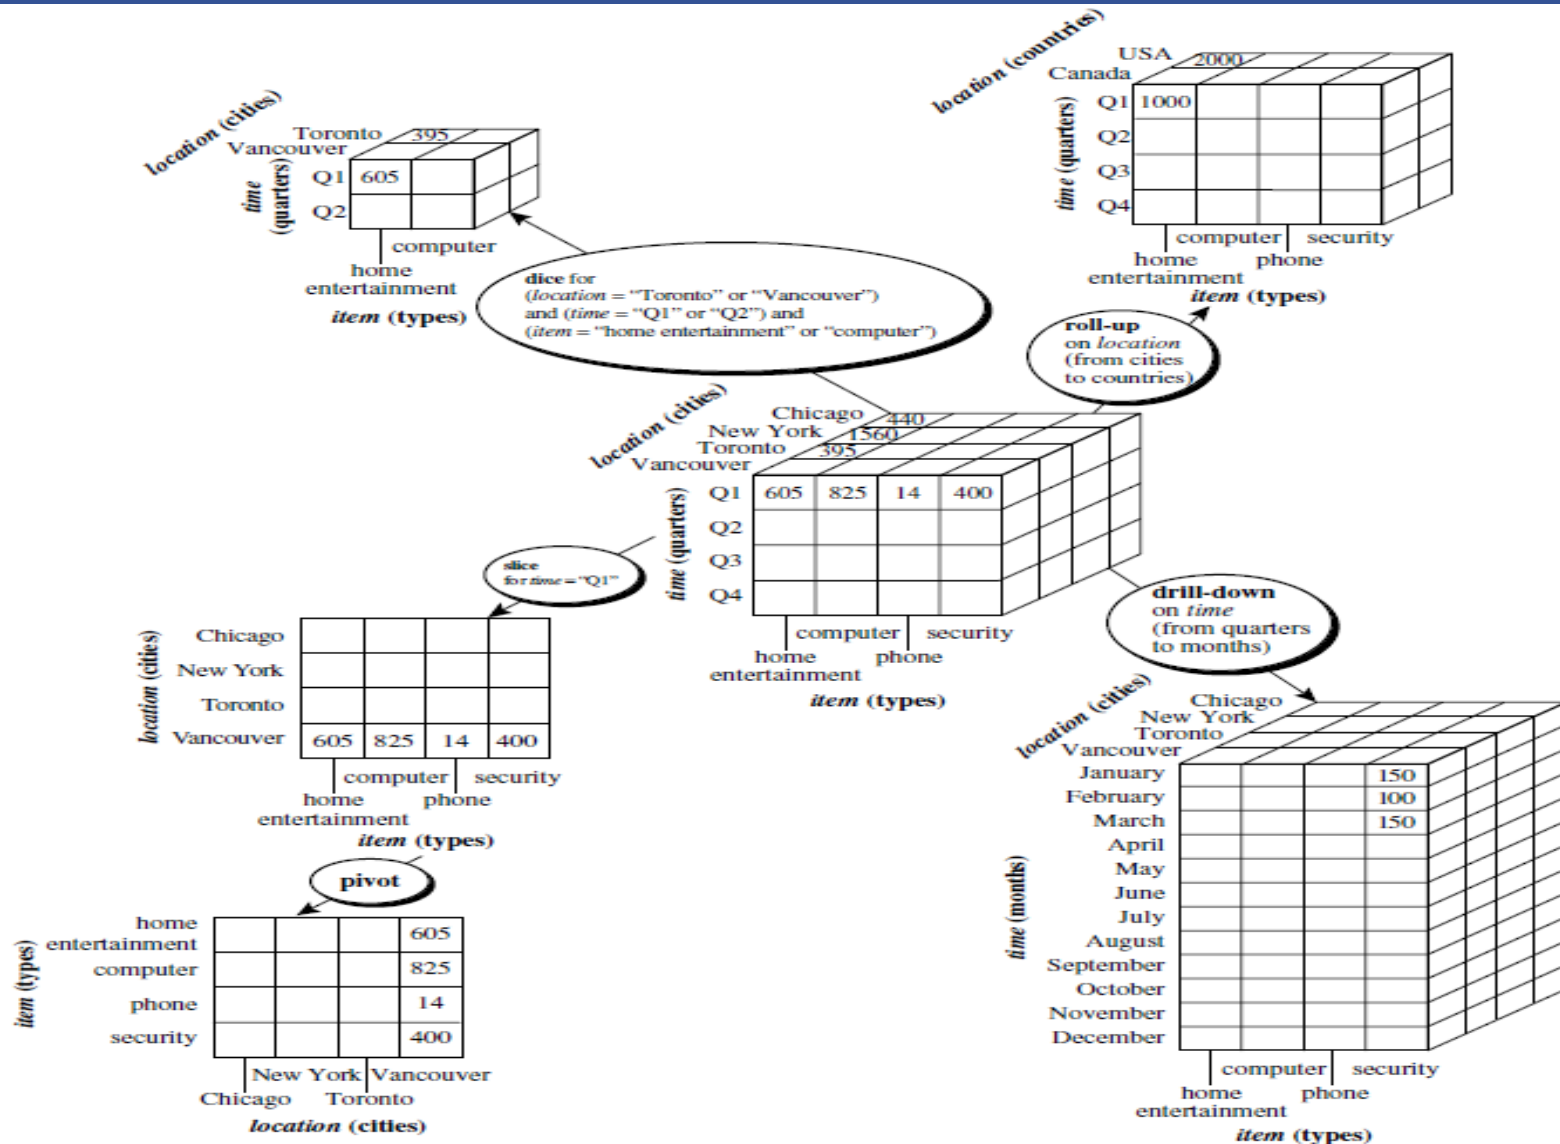 location (cities)
Toronto 395
Vancouver
time
(quarters)
Q1 605
Q2
computer
home
entertainment
item (types)
location (countries)
USA 2000
Canada
time (quarters)
Q1 1000
Q2
Q3
Q4
computer security
home phone
entertainment
item (types)
dice for
(location = “Toronto” or “Vancouver”)
and (time = “Q1” or “Q2”) and
(item = “home entertainment” or “computer”)
roll-up
on location
(from cities
to countries)
location (cities)
Chicago 440
New York 1560
Toronto 395
Vancouver
time (quarters)
Q1 605 825 14 400
Q2
Q3
Q4
computer security
home phone
entertainment
item (types)
slice
for time = “Q1”
drill-down
on time
(from quarters
to months)
location (cities)
Chicago
New York
Toronto
Vancouver 605 825 14 400
computer security
home phone
entertainment
item (types)
pivot
item (types)
home
entertainment 605
computer 825
phone 14
security 400
New York Vancouver
Chicago Toronto
location (cities)
location (cities)
Chicago
New York
Toronto
Vancouver
time (months)
January 150
February 100
March 150
April
May
June
July
August
September
October
November
December
computer security
home phone
entertainment
item (types)